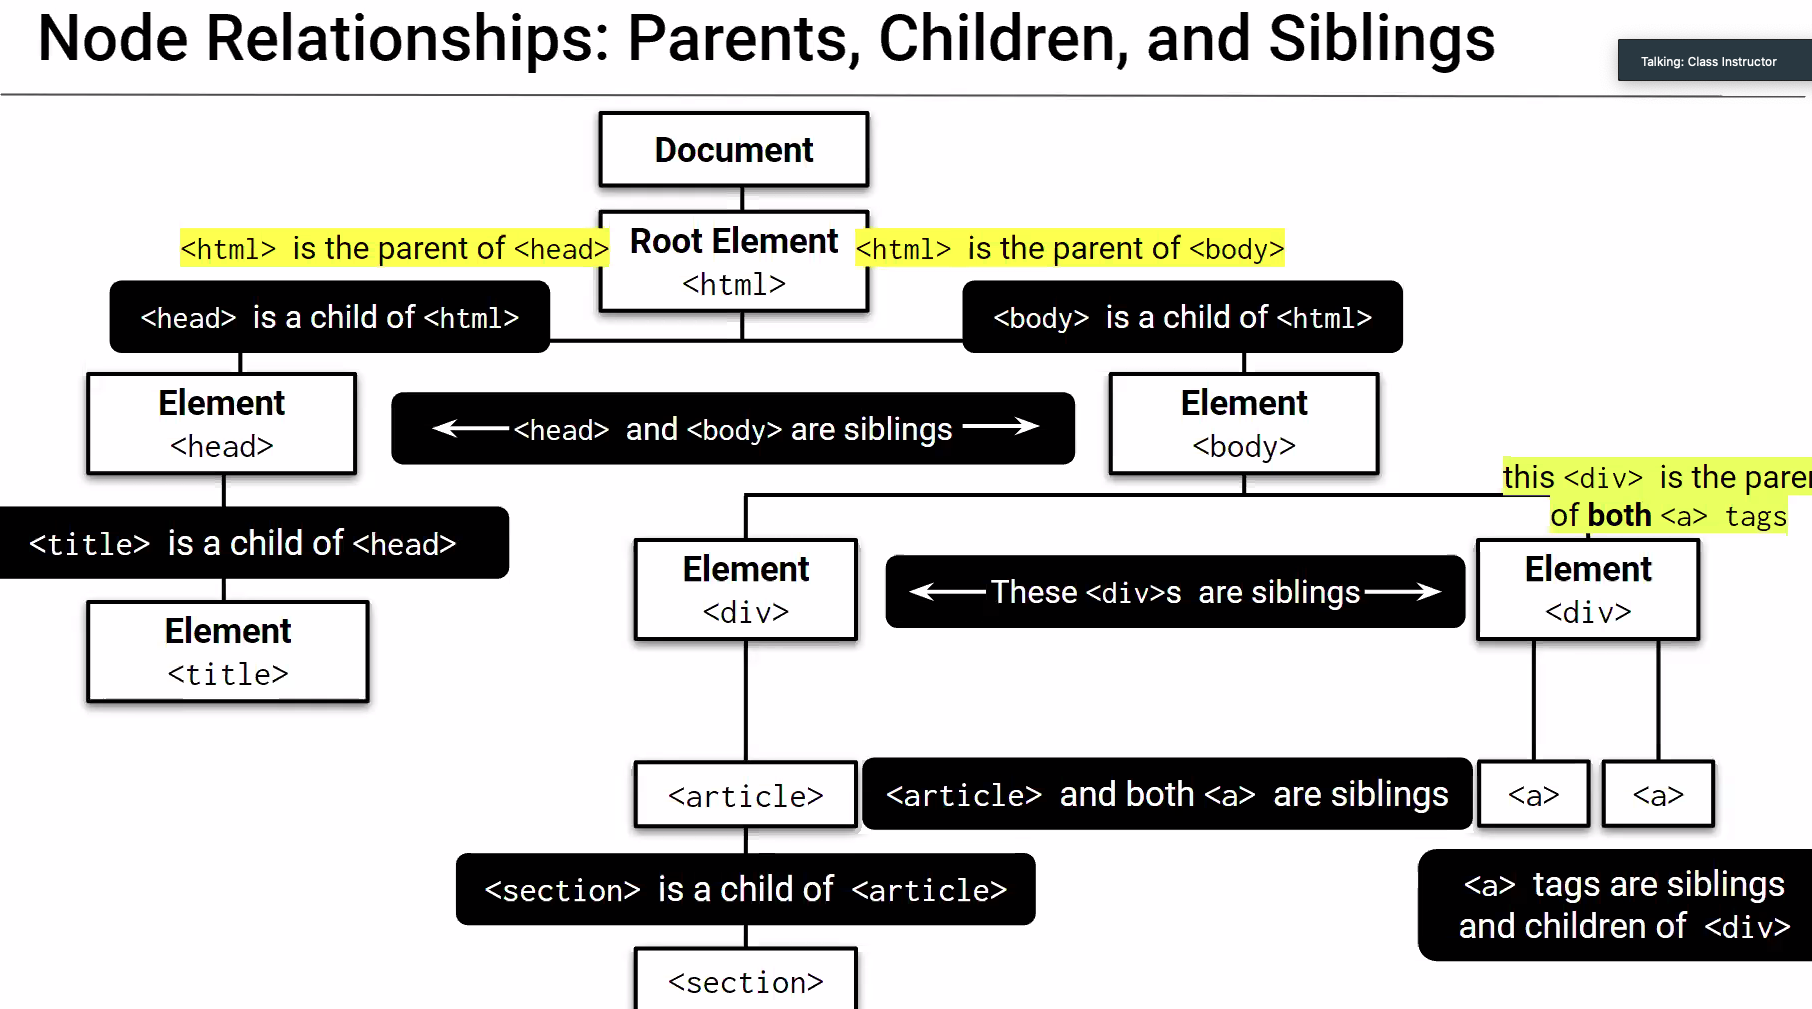 Node Relationships: Parents, Children, and Siblings
Talking: Class Instructor
Document
<html> is the parent of <head>
Root Element
<html>
<html> is the parent of <body>
<head> is a child of <html>
<body> is a child of <html>
Element
<head>
<head> and <body> are siblings
Element
<body>
this <div> is the paren
of both <a> tags
<title> is a child of <head>
Element
<div>
These <div>s are siblings
Element
<div>
Element
<title>
<article>
<article> and both <a> are siblings
<a>
<a>
<section> is a child of <article>
<a> tags are siblings
and children of <div>
<section>